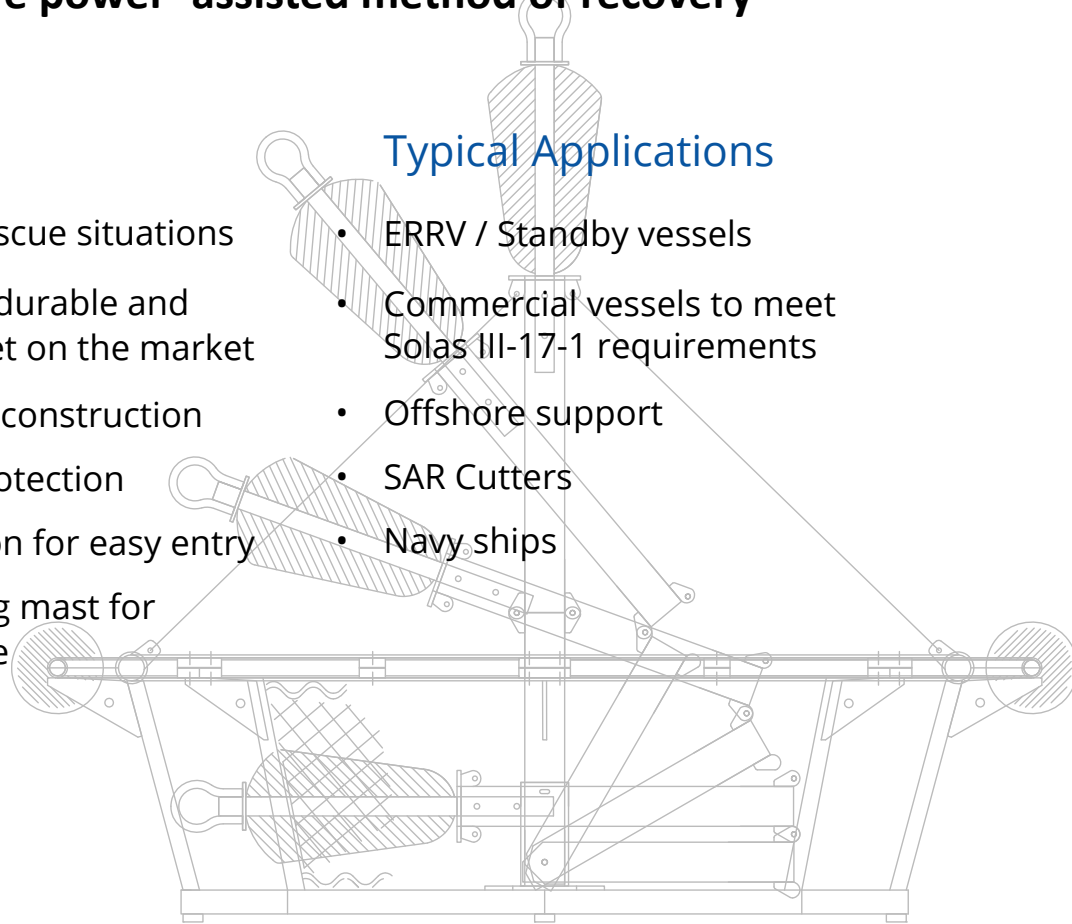 power- assisted method of recovery
scue situations
durable and
et on the market
construction
otection
on for easy entry
g mast for
e
Typical Applications
• ERRV / Standby vessels
• Commercial vessels to meet
Solas III-17-1 requirements
• Offshore support
• SAR Cutters
• Navy ships